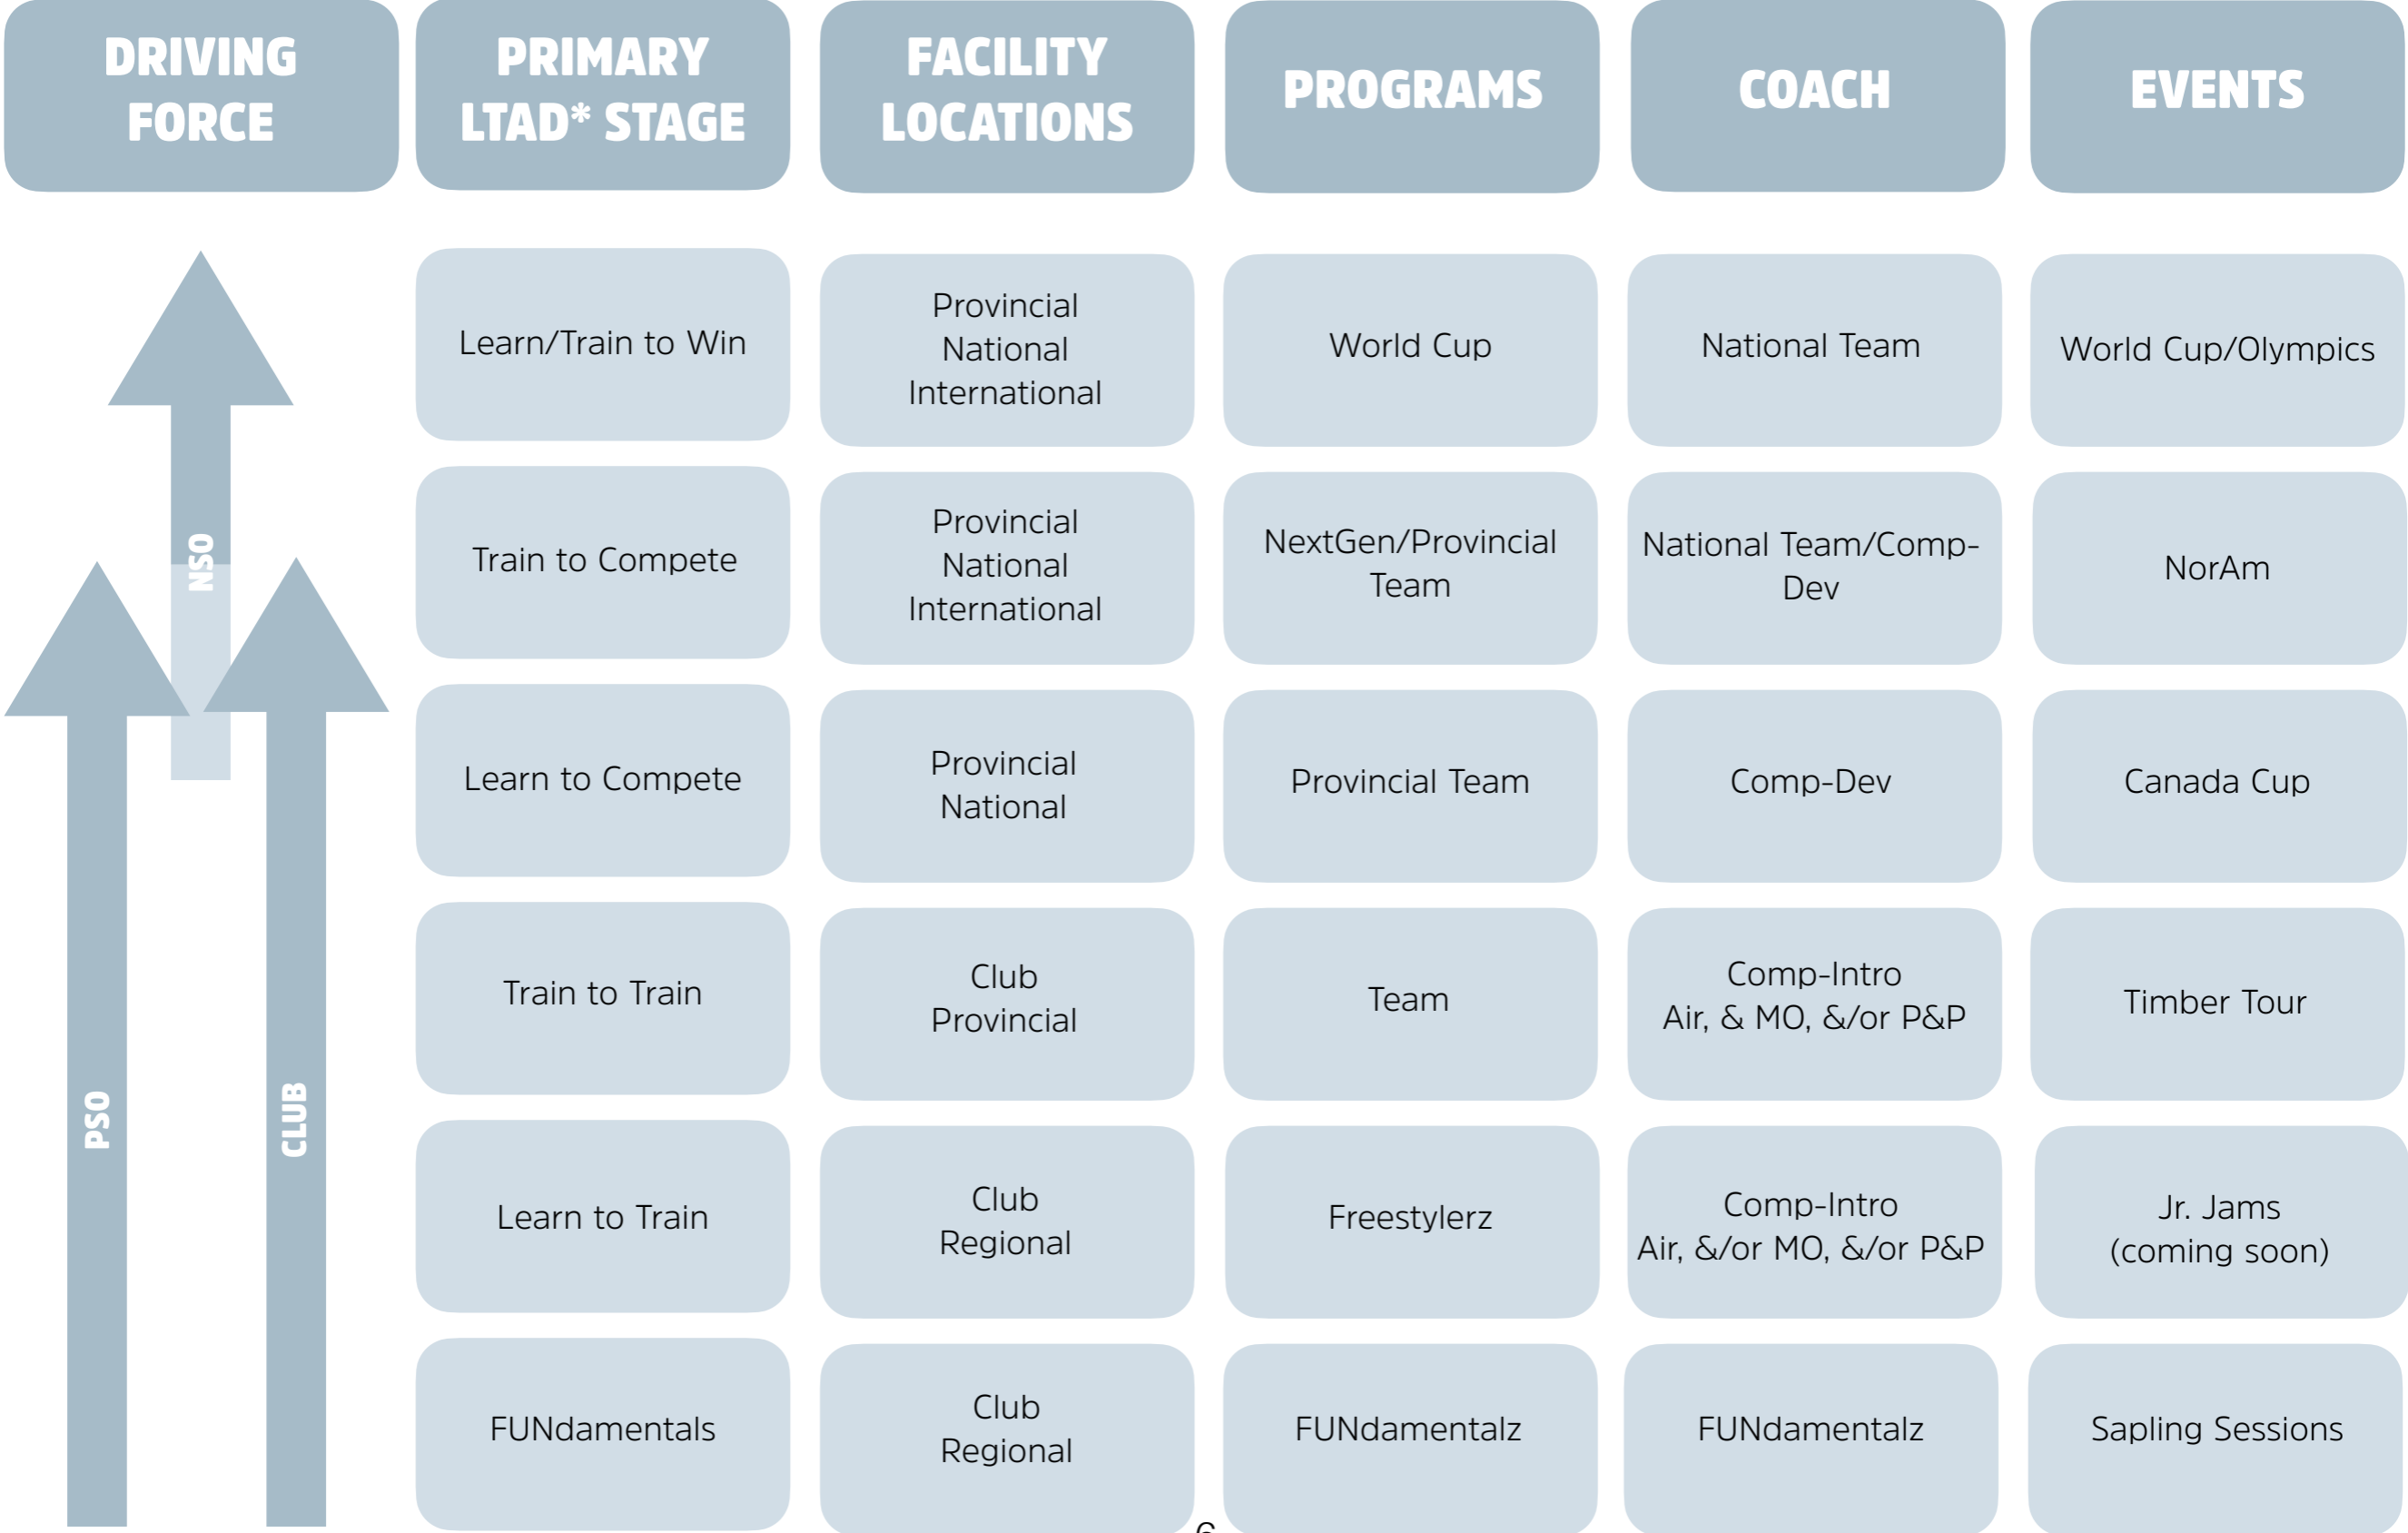 DRIVING
FORCE
PRIMARY
LTAD* STAGE
FACILITY
LOCATIONS
PROGRAMS
COACH
EVENTS
NSO
PSO
CLUB
Learn/Train to Win
Provincial
National
International
World Cup
National Team
World Cup/Olympics
Train to Compete
Provincial
National
International
NextGen/Provincial
Team
National Team/Comp-
Dev
NorAm
Learn to Compete
Provincial
National
Provincial Team
Comp-Dev
Canada Cup
Train to Train
Club
Provincial
Team
Comp-Intro
Air, & MO, &/or P&P
Timber Tour
Learn to Train
Club
Regional
Freestylerz
Comp-Intro
Air, &/or MO, &/or P&P
Jr. Jams
(coming soon)
FUNdamentals
Club
Regional
FUNdamentalz
FUNdamentalz
Sapling Sessions
6